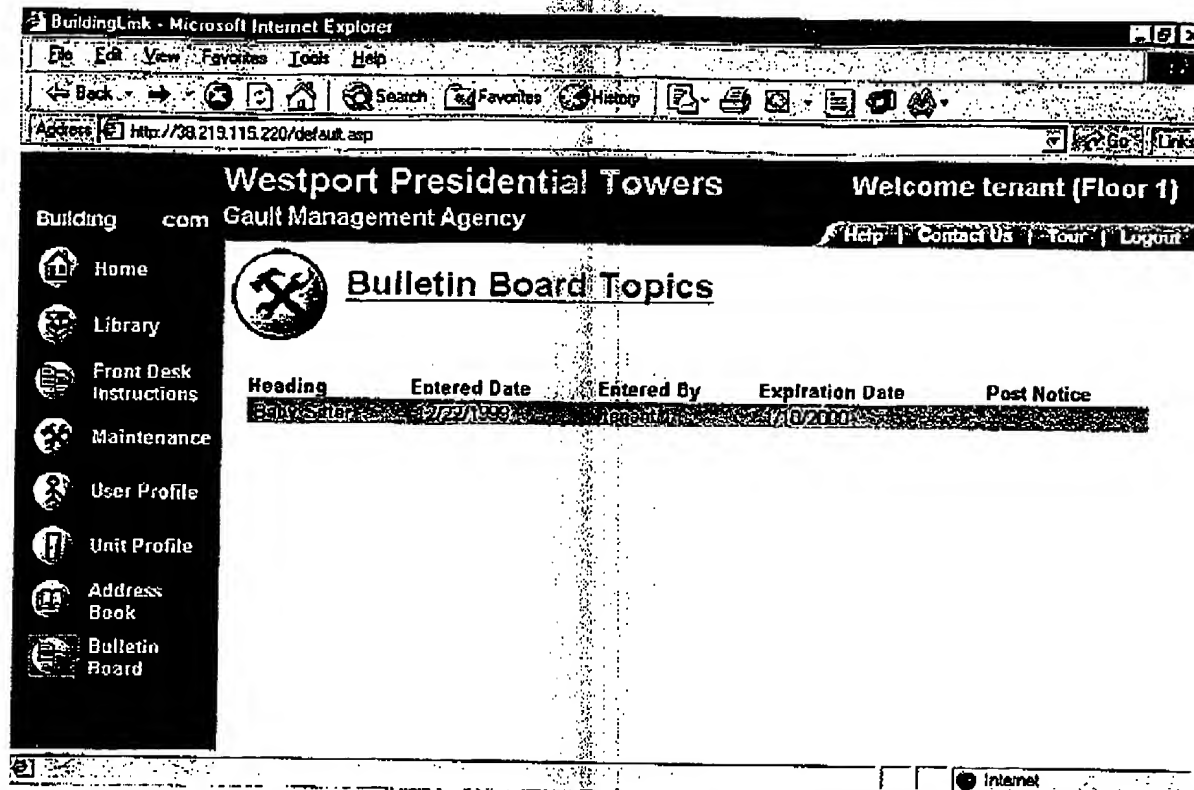 BuildingLink - Microsoft Internet Explorer
File Edit View Favorites Tools Help
Back Search Favorites History
Address http://38.219.115.220/default.asp Go Links
Westport Presidential Towers Welcome tenant (Floor 1)
Building com Gault Management Agency
Help | Contact Us | Tour | Logout
Home
Bulletin Board Topics
Library
Front Desk
Instructions
Heading Entered Date Entered By Expiration Date Post Notice
Baby Sitter 12/22/1999 1/10/2000
Maintenance
User Profile
Unit Profile
Address
Book
Bulletin
Board
Internet